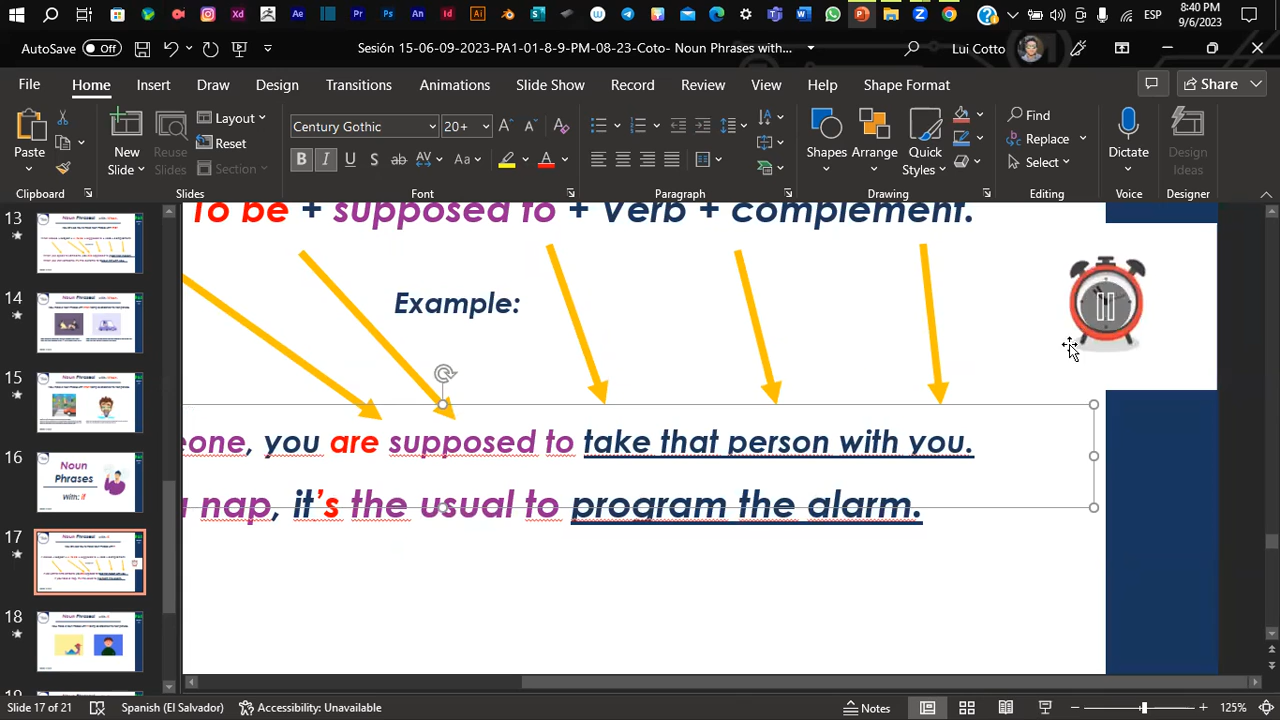 8:40 PM
ESP
9/6/2023
AutoSave Off
Sesión 15-06-09-2023-PA1-01-8-9-PM-08-23-Coto- Noun Phrases with...
Lui Cotto
File Home Insert Draw Design Transitions Animations Slide Show Record Review View Help Shape Format
Share
Paste
New Slide
Reuse Slides
Layout
Reset
Section
Century Gothic 20+
Shapes
Arrange
Quick Styles
Find
Replace
Select
Dictate
Design Ideas
Clipboard Slides Font Paragraph Drawing Editing Voice Designer
13
14
15
16
Noun
Phrases
With: if
17
18
To be + supposed to + Verb + complement.
Example:
eone, you are supposed to take that person with you.
a nap, it's the usual to program the alarm.
Slide 17 of 21 Spanish (El Salvador) Accessibility: Unavailable Notes 125%